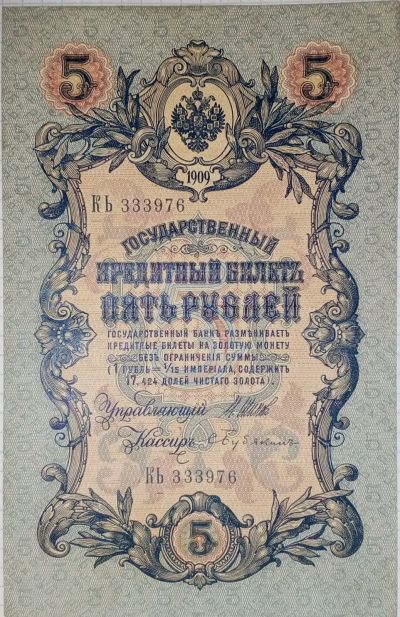 5 5
1909
КЬ 333976
ГОСУДАРСТВЕННЫЙ
КРЕДИТНЫЙ БИЛЕТЪ
ПЯТЬ РУБЛЕЙ
ГОСУДАРСТВЕННЫЙ БАНКЪ РАЗМѢНИВАЕТЪ
КРЕДИТНЫЕ БИЛЕТЫ НА ЗОЛОТУЮ МОНЕТУ
БЕЗЪ ОГРАНИЧЕНІЯ СУММЫ
(1 РУБЛЬ = 1/15 ИМПЕРІАЛА, СОДЕРЖИТЪ
17,424 ДОЛЕЙ ЧИСТАГО ЗОЛОТА).
Управляющій
Кассиръ
КЬ 333976
5